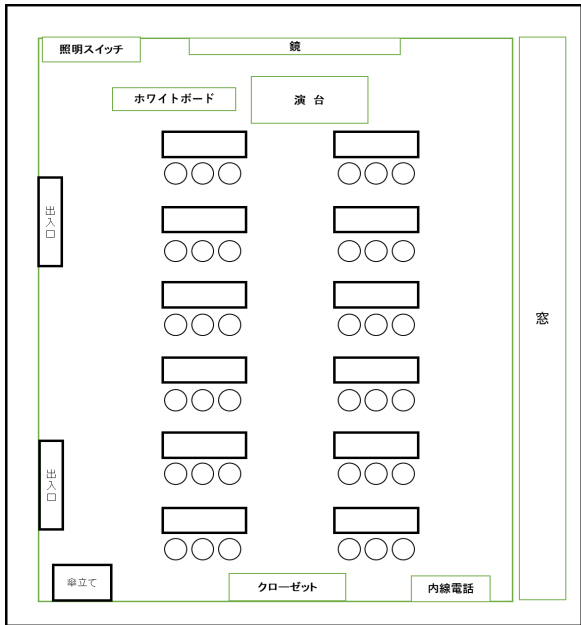 照明スイッチ
鏡
ホワイトボード
演 台
出入口
窓
出入口
傘立て
クローゼット
内線電話